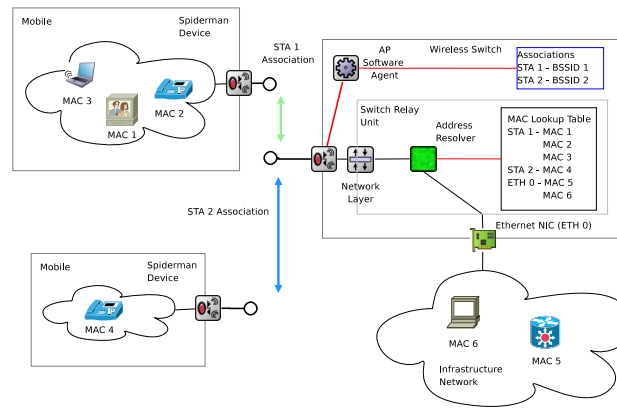 Mobile
Spiderman
Device
MAC 3
MAC 1
MAC 2
STA 1
Association
AP
Software
Agent
Wireless Switch
Associations
STA 1 - BSSID 1
STA 2 - BSSID 2
Switch Relay
Unit
Address
Resolver
MAC Lookup Table
STA 1 - MAC 1
MAC 2
MAC 3
STA 2 - MAC 4
ETH 0 - MAC 5
MAC 6
Network
Layer
STA 2 Association
Ethernet NIC (ETH 0)
Mobile
Spiderman
Device
MAC 4
IP
IP
MAC 6
MAC 5
Infrastructure
Network